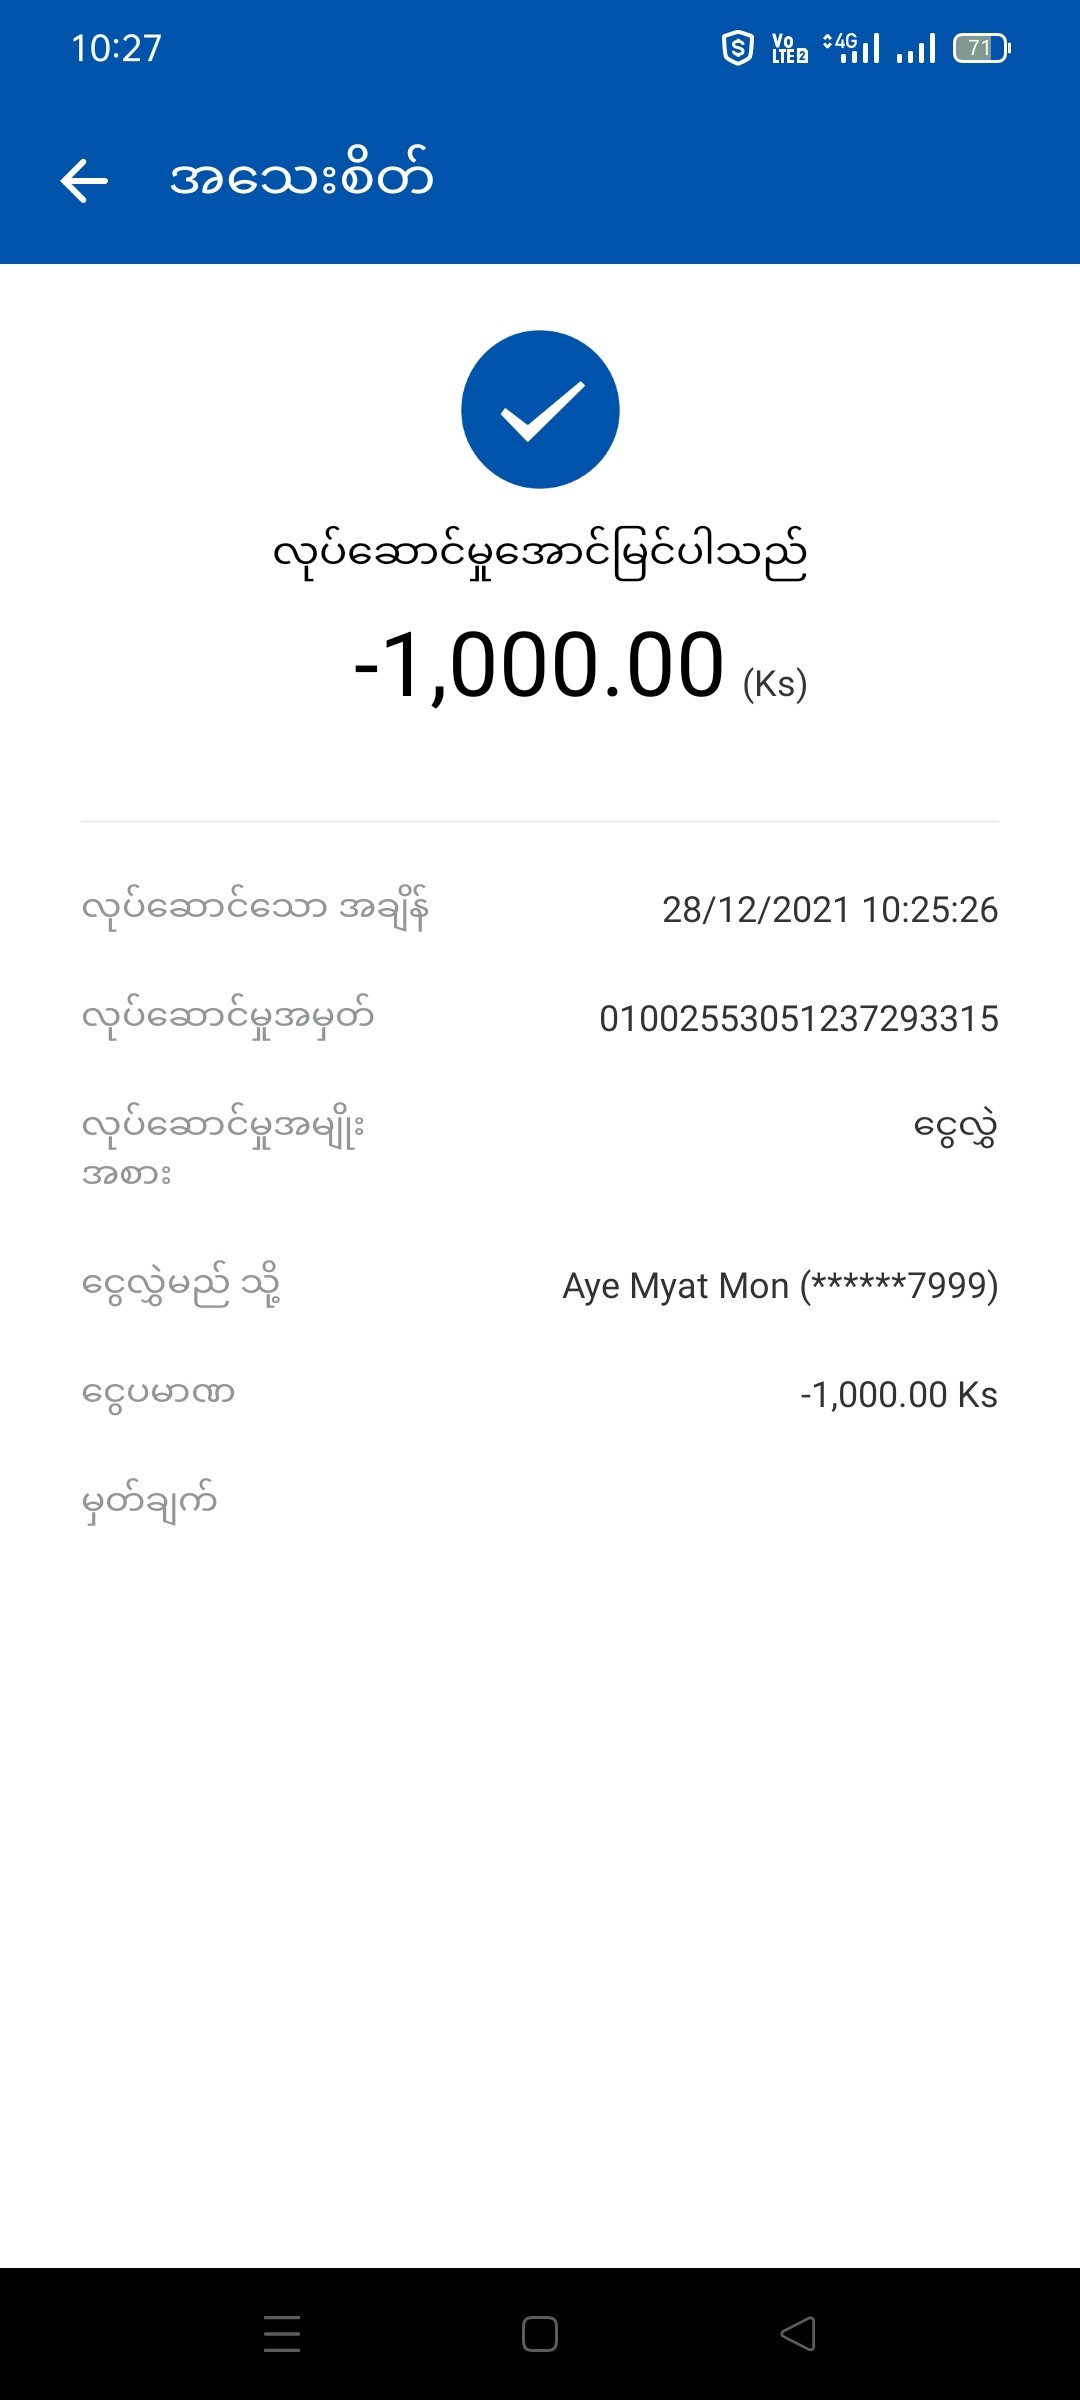 10:27
Vo LTE 2 4G 71
အသေးစိတ်
လုပ်ဆောင်မှုအောင်မြင်ပါသည်
-1,000.00 (Ks)
လုပ်ဆောင်သော အချိန် 28/12/2021 10:25:26
လုပ်ဆောင်မှုအမှတ် 01002553051237293315
လုပ်ဆောင်မှုအမျိုး ငွေလွှဲ
အစား
ငွေလွှဲမည် သို့ Aye Myat Mon (******7999)
ငွေပမာဏ -1,000.00 Ks
မှတ်ချက်